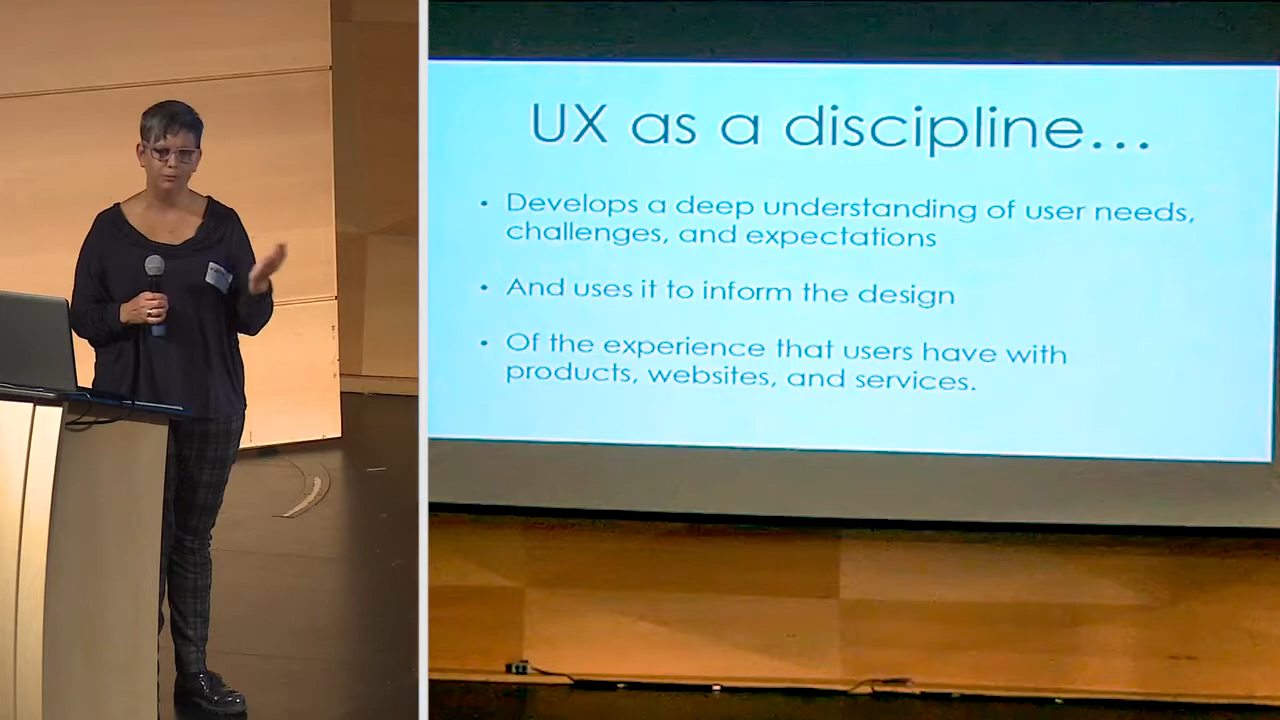 UX as a discipline...
• Develops a deep understanding of user needs,
challenges, and expectations
• And uses it to inform the design
• Of the experience that users have with
products, websites, and services.